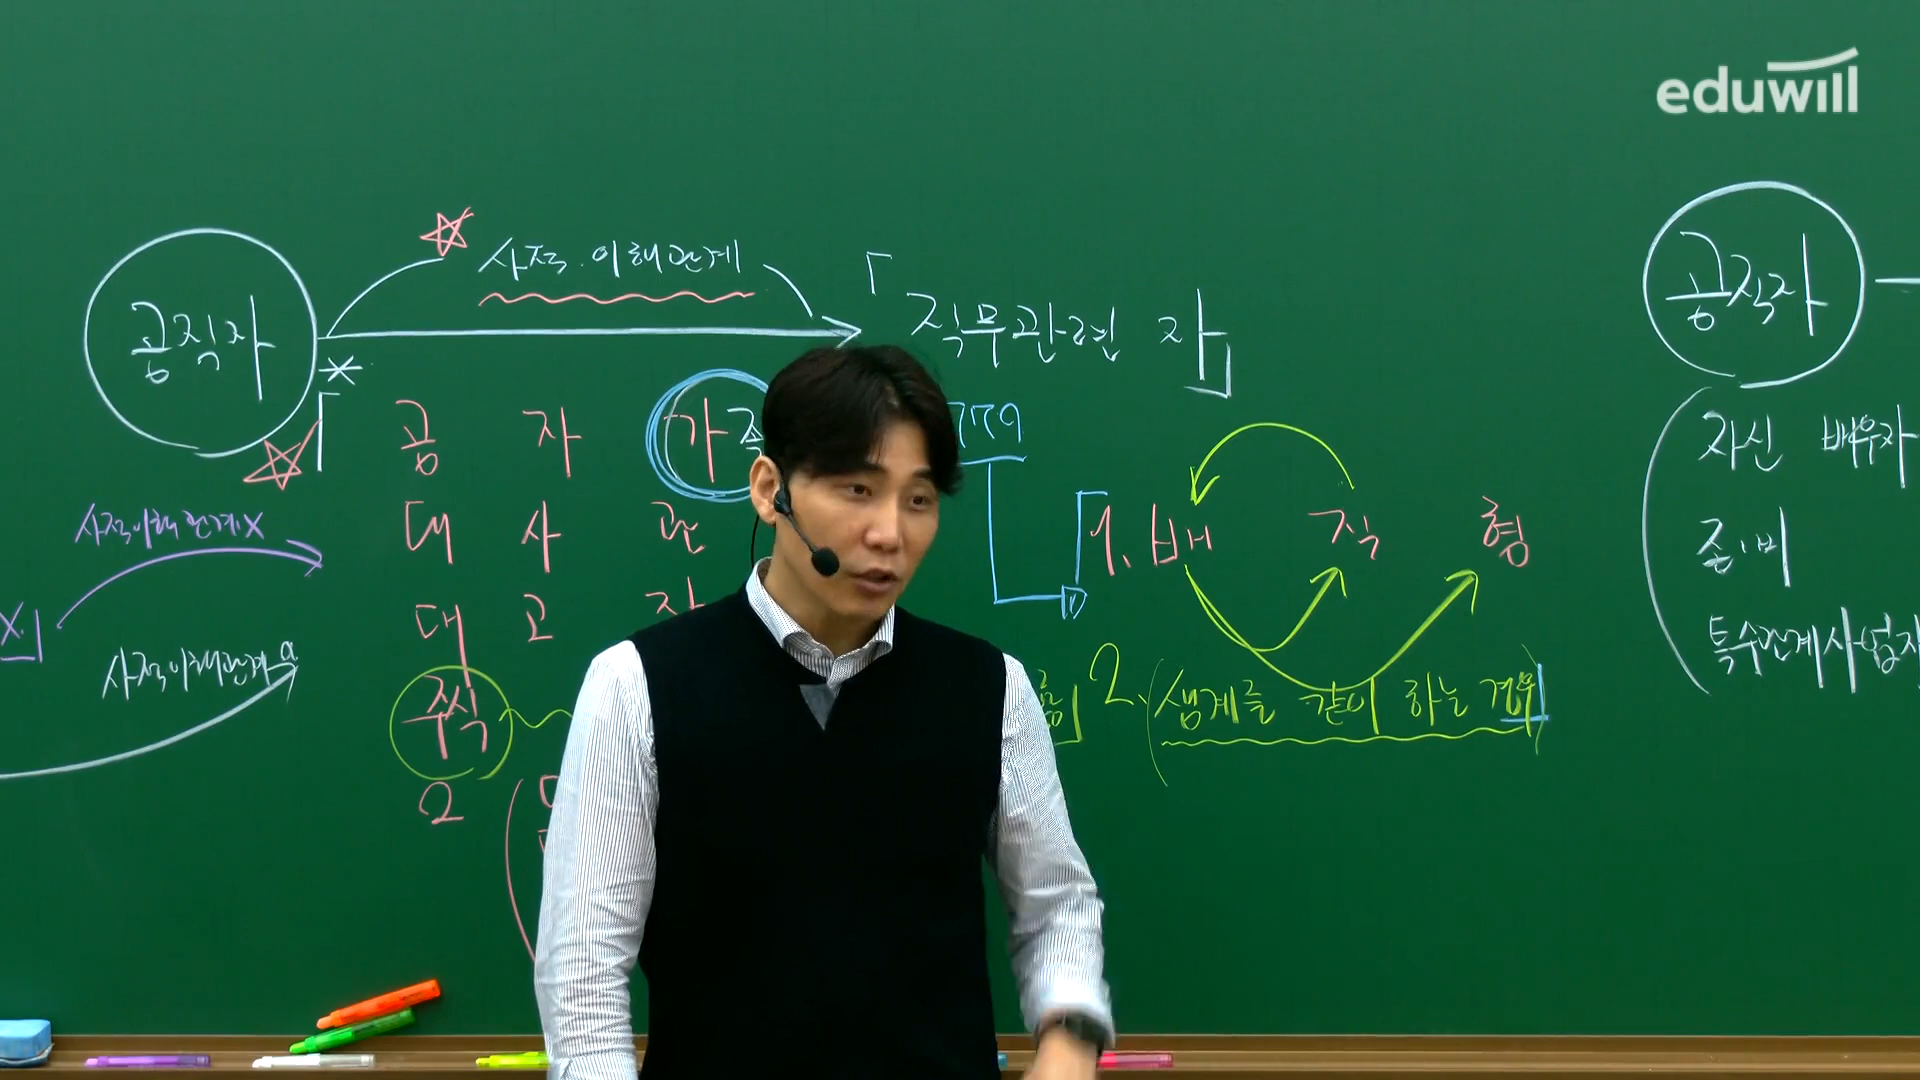 eduwill
사적 이해관계
「직무관련자」
공직자
*
공 자 가족
779
대 사 관
1. 배 직 형
사적이해관계X
X」
대 고 자
사적이해관계
주식
2. (생계를 같이 하는 경우)
2
공직자
자신 배우자
존·비
특수관계사업자